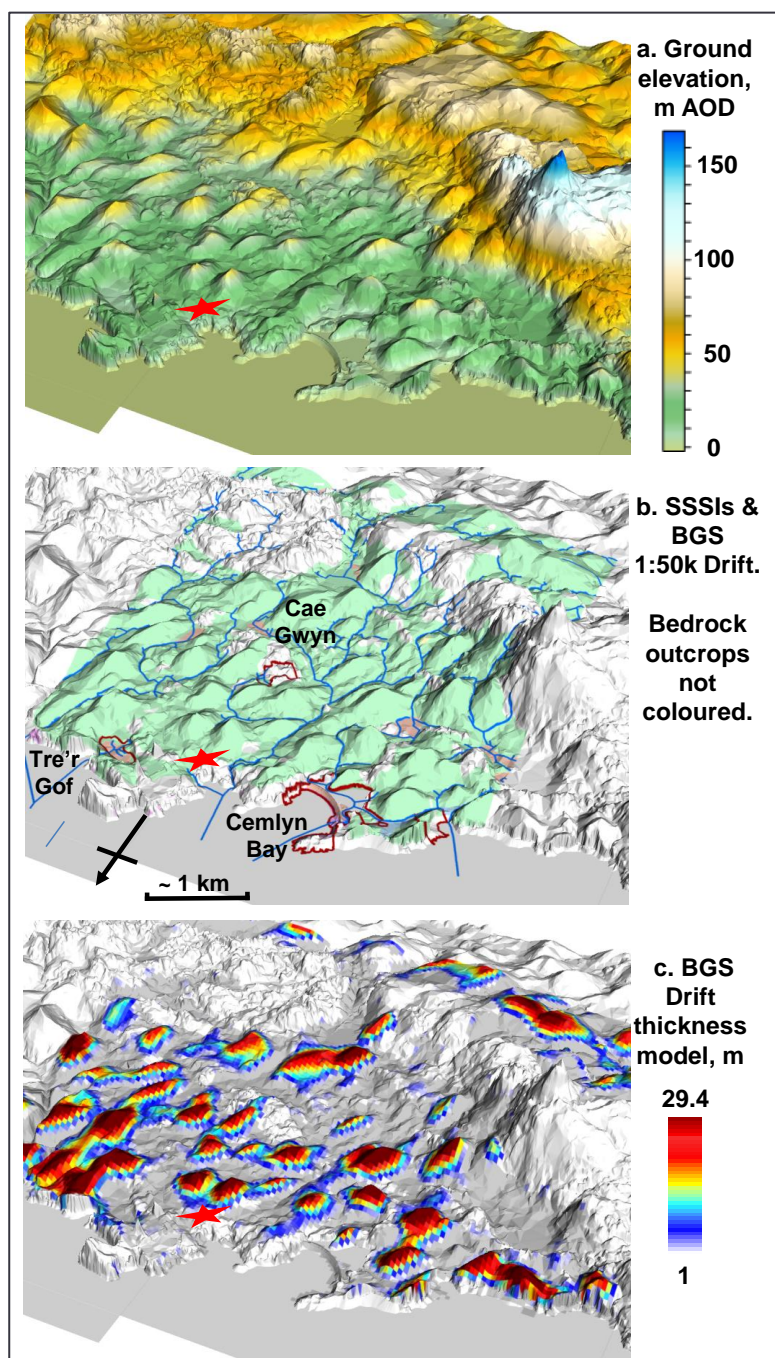 a. Ground
elevation,
m AOD
150
100
50
0
b. SSSIs &
BGS
1:50k Drift.
Bedrock
outcrops
not
coloured.
Cae
Gwyn
Tre'r
Gof
Cemlyn
Bay
~ 1 km
c. BGS
Drift
thickness
model, m
29.4
1